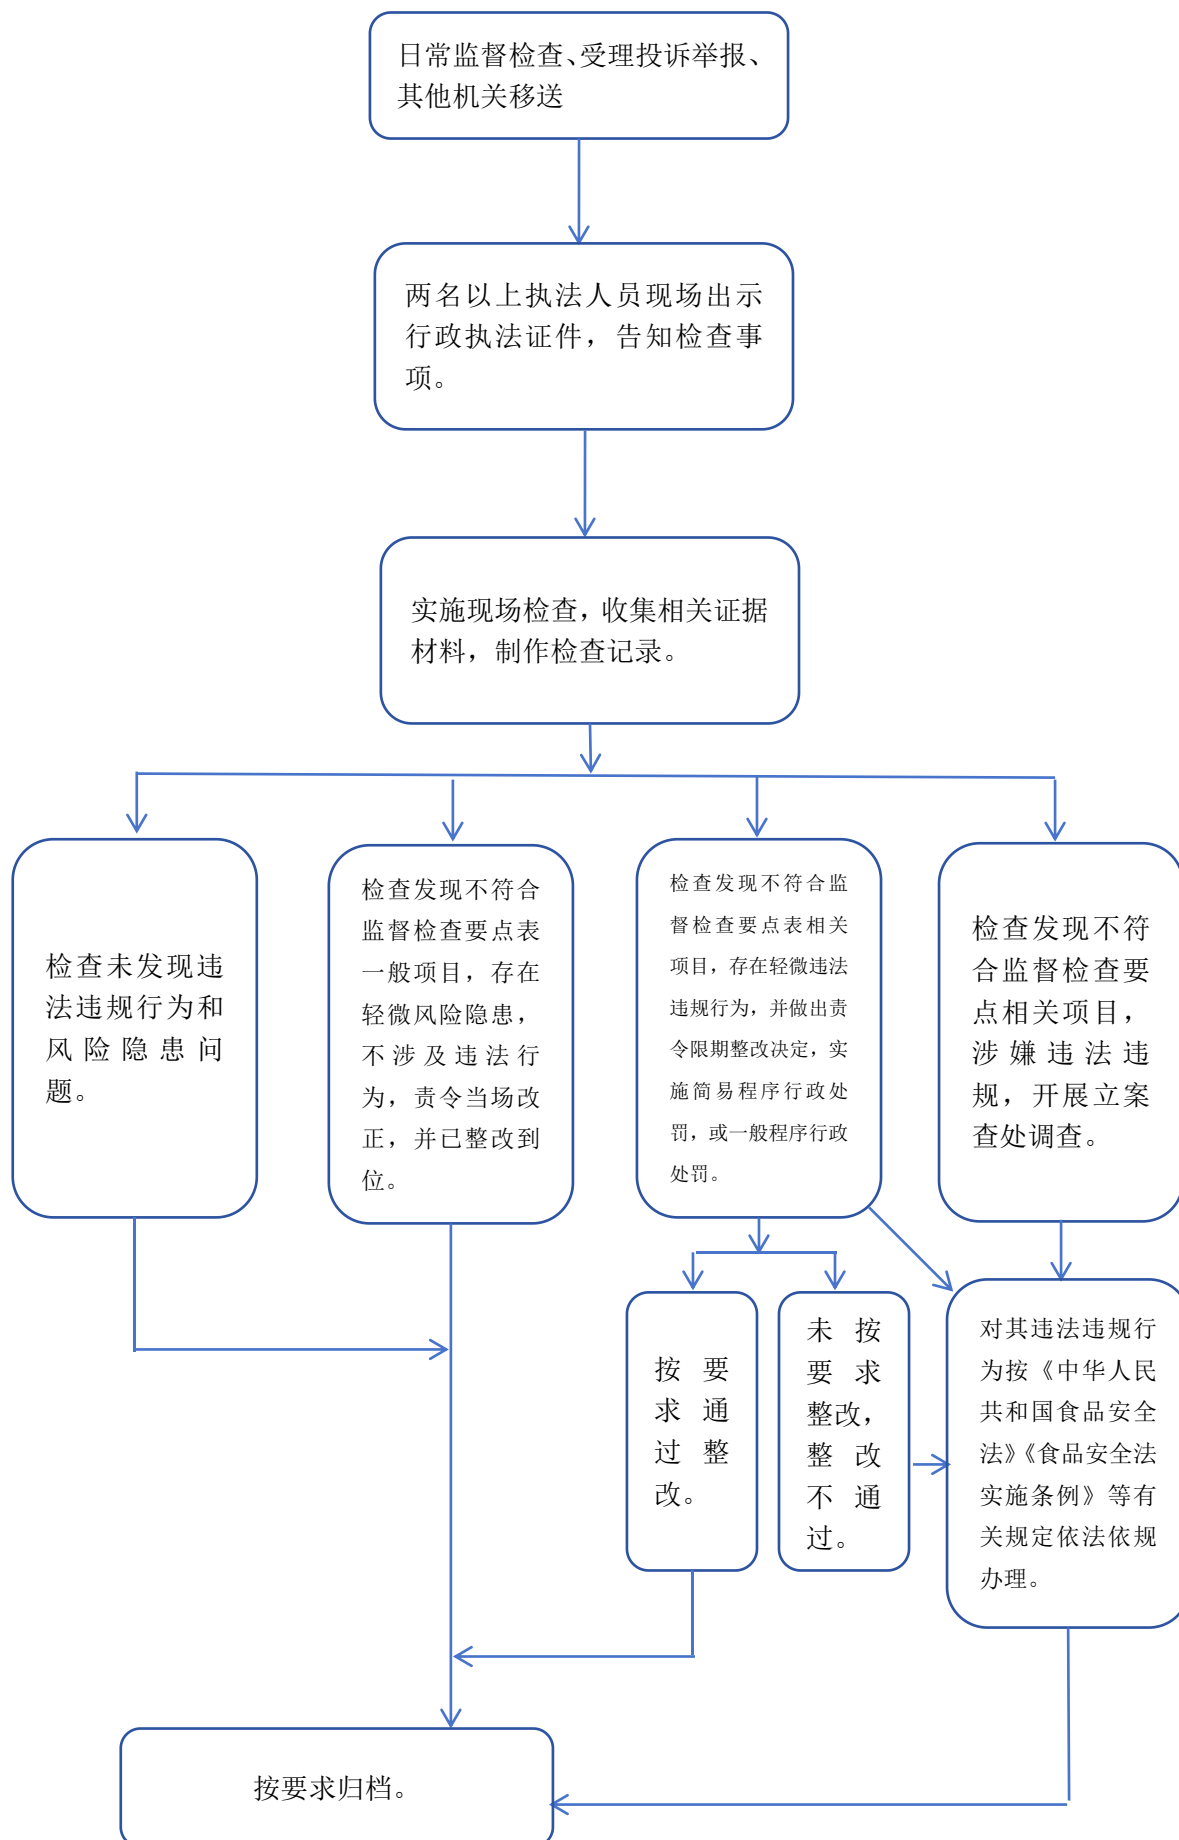 日常监督检查、受理投诉举报、
其他机关移送
两名以上执法人员现场出示
行政执法证件，告知检查事
项。
实施现场检查，收集相关证据
材料，制作检查记录。
检查未发现违
法违规行为和
风险隐患问
题。
检查发现不符合
监督检查要点表
一般项目，存在
轻微风险隐患，
不涉及违法行
为，责令当场改
正，并已整改到
位。
检查发现不符合监
督检查要点表相关
项目，存在轻微违法
违规行为，并做出责
令限期整改决定，实
施简易程序行政处
罚，或一般程序行政
处罚。
检查发现不符
合监督检查要
点相关项目，
涉嫌违法违
规，开展立案
查处调查。
按要
求通
过整
改。
未按
要求
整改，
整改
不通
过。
对其违法违规行
为按《中华人民
共和国食品安全
法》《食品安全法
实施条例》等有
关规定依法依规
办理。
按要求归档。